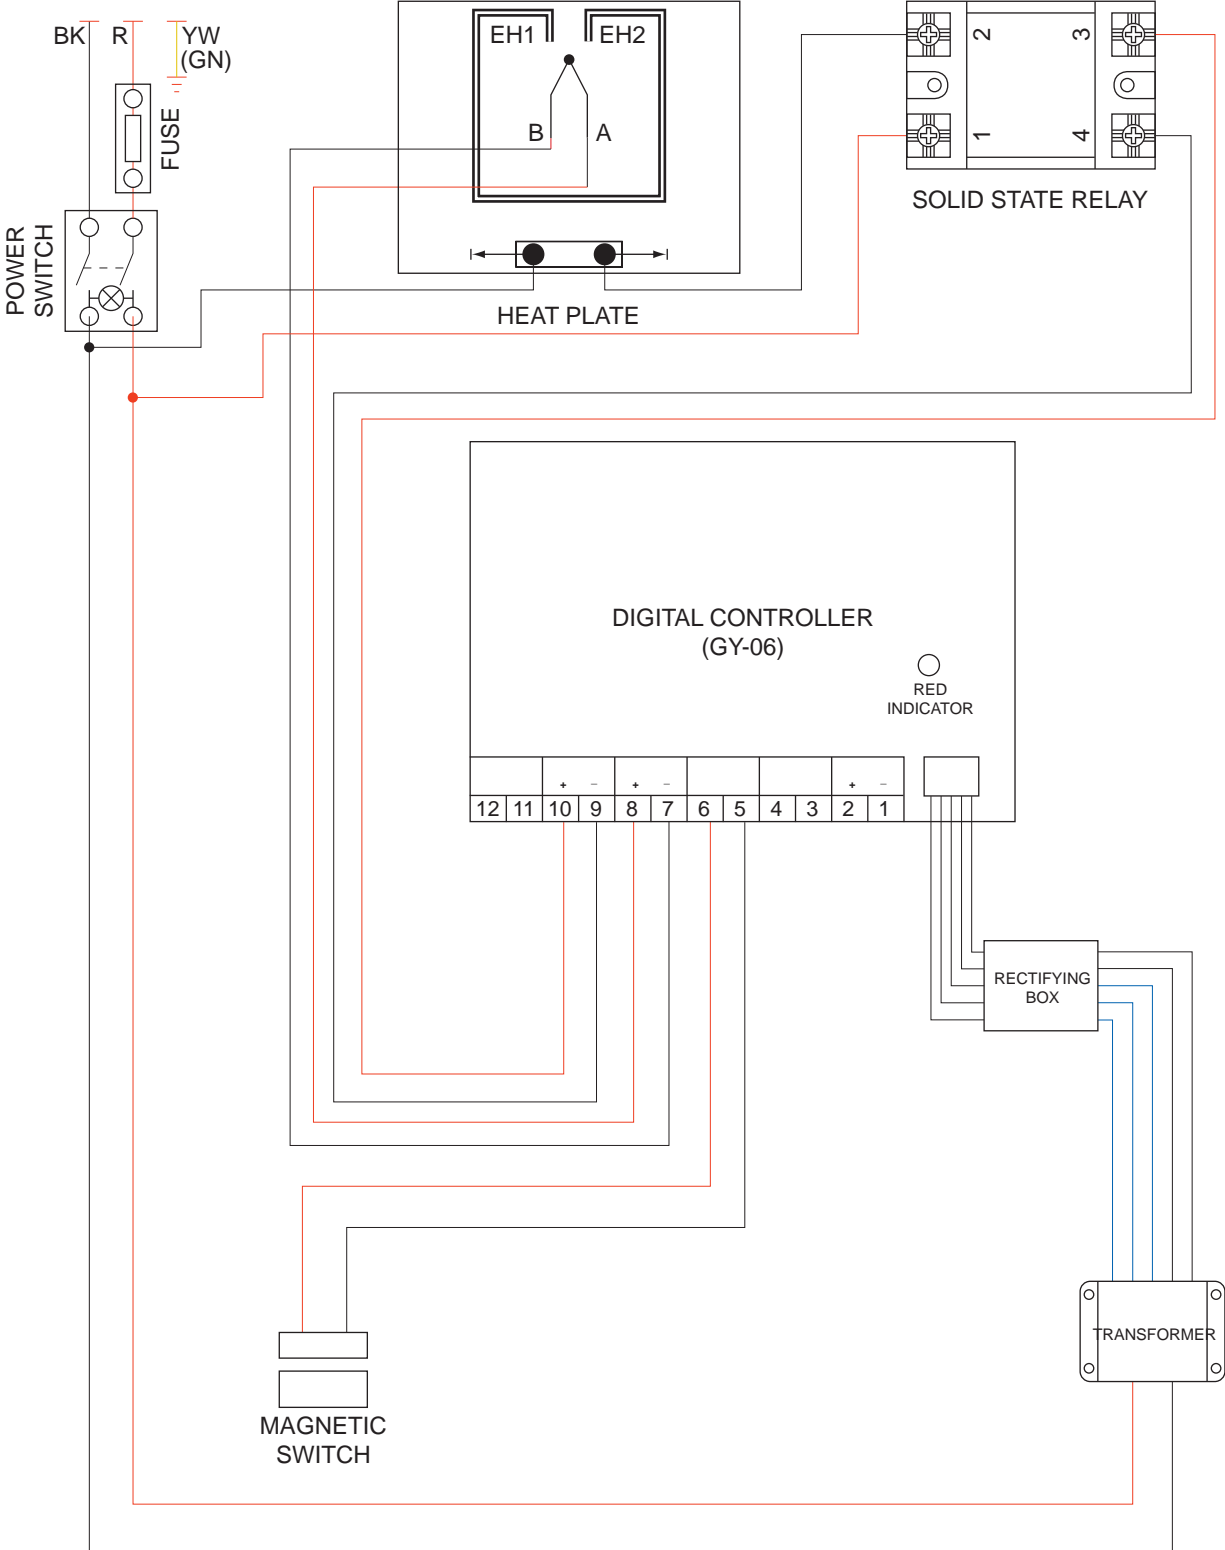 BK R YW
(GN)
FUSE
POWER
SWITCH
EH1 EH2
B A
HEAT PLATE
2 3
1 4
SOLID STATE RELAY
DIGITAL CONTROLLER
(GY-06)
RED
INDICATOR
+ − + − + −
12 11 10 9 8 7 6 5 4 3 2 1
RECTIFYING
BOX
TRANSFORMER
MAGNETIC
SWITCH